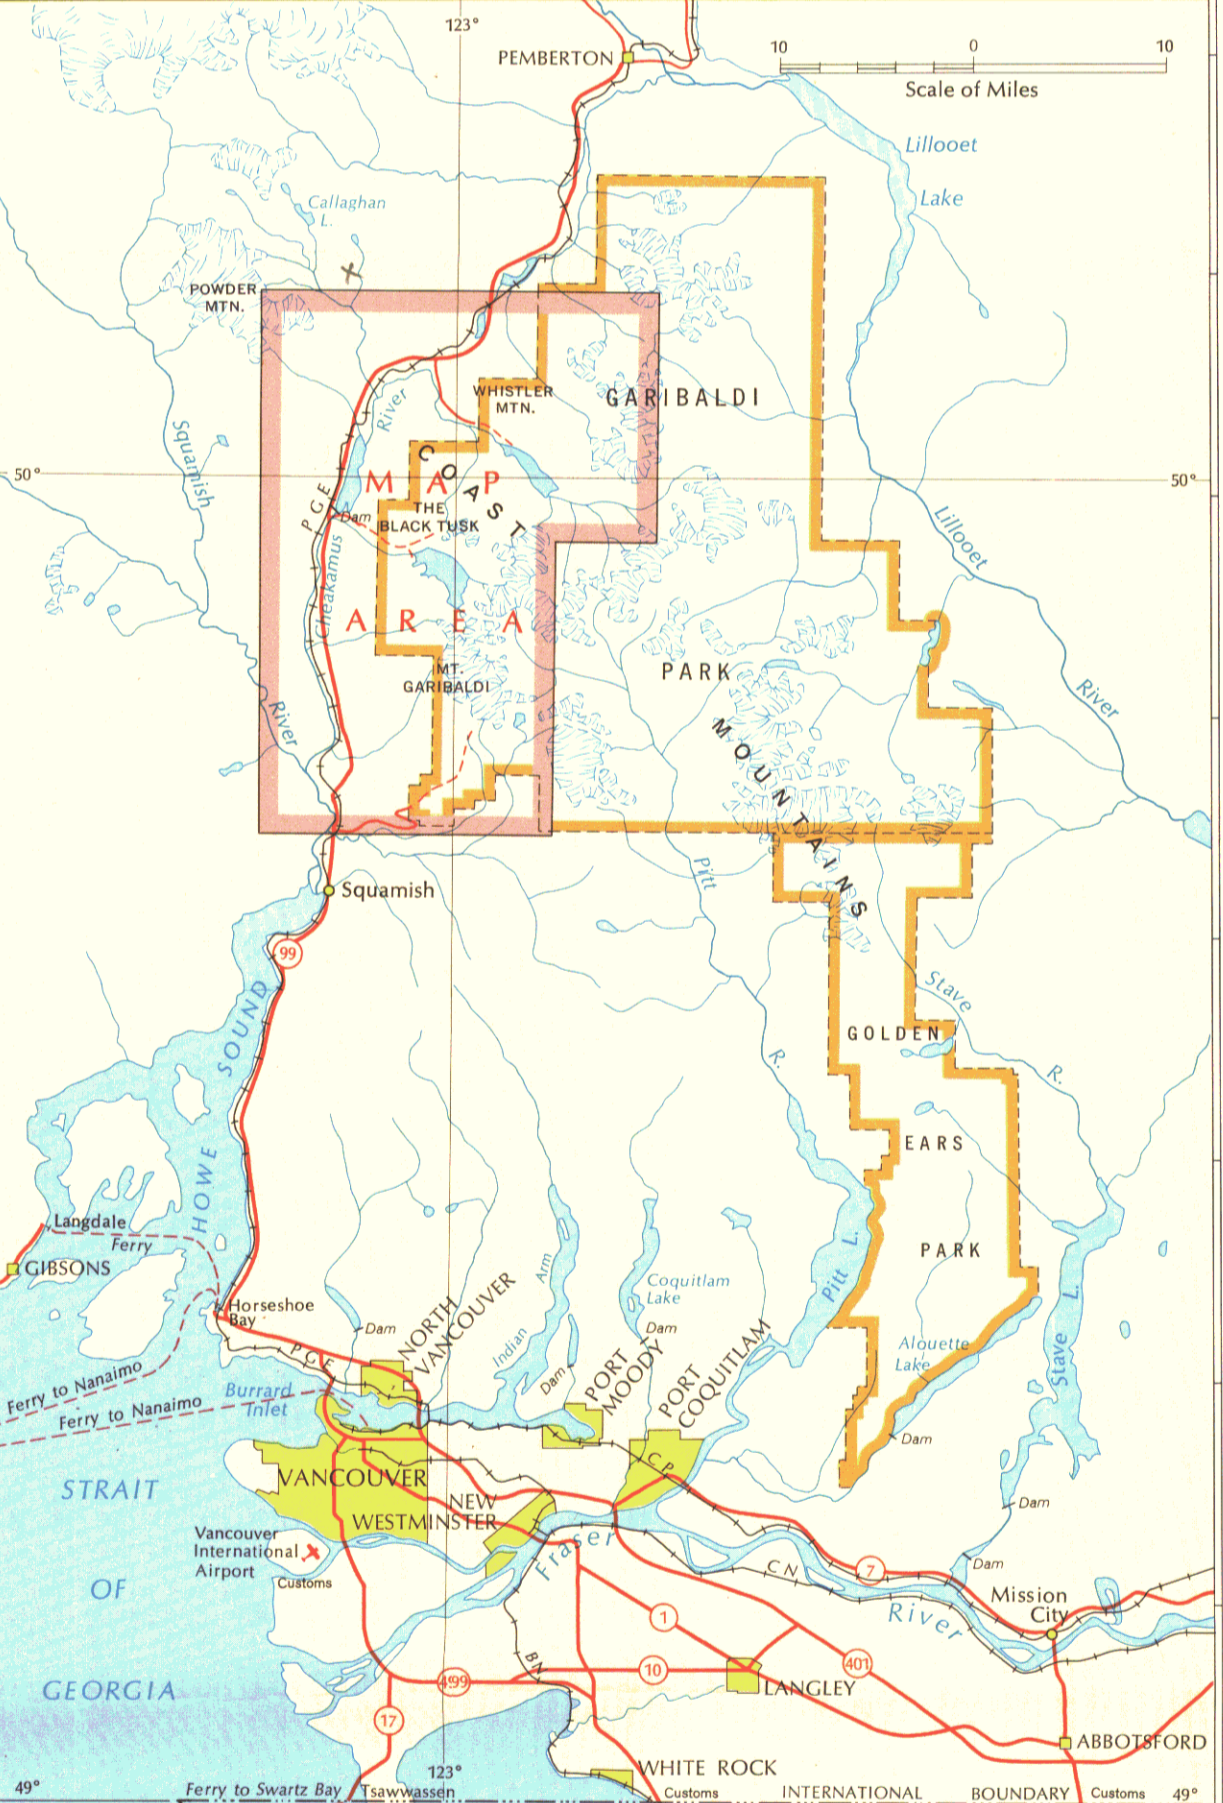 123°
PEMBERTON
10 0 10
Scale of Miles
Lillooet
Lake
Callaghan
L.
POWDER
MTN.
WHISTLER
MTN.
GARIBALDI
River
Squamish
COAST
50°
50°
MAP
PGE
Dam
THE
BLACK TUSK
Lillooet
Cheakamus
AREA
PARK
MT.
GARIBALDI
River
River
MOUNTAINS
Pitt
Squamish
99
Stave
SOUND
GOLDEN
R.
R.
EARS
HOWE
Langdale
Ferry
PARK
GIBSONS
Pitt L.
Arm
Coquitlam
Lake
Horseshoe
Bay
Dam
NORTH
VANCOUVER
Indian
Dam
Dam
PORT
MOODY
PORT
COQUITLAM
Alouette
Lake
Stave L.
PGE
Ferry to Nanaimo
Ferry to Nanaimo
Burrard
Inlet
Dam
CP
STRAIT
VANCOUVER
NEW
WESTMINSTER
Dam
Vancouver
International
Airport
Customs
Fraser
CN
7
Dam
OF
Mission
City
River
1
BN
10
401
499
GEORGIA
LANGLEY
17
ABBOTSFORD
123°
WHITE ROCK
49°
Ferry to Swartz Bay
Tsawwassen
Customs
INTERNATIONAL
BOUNDARY
Customs
49°